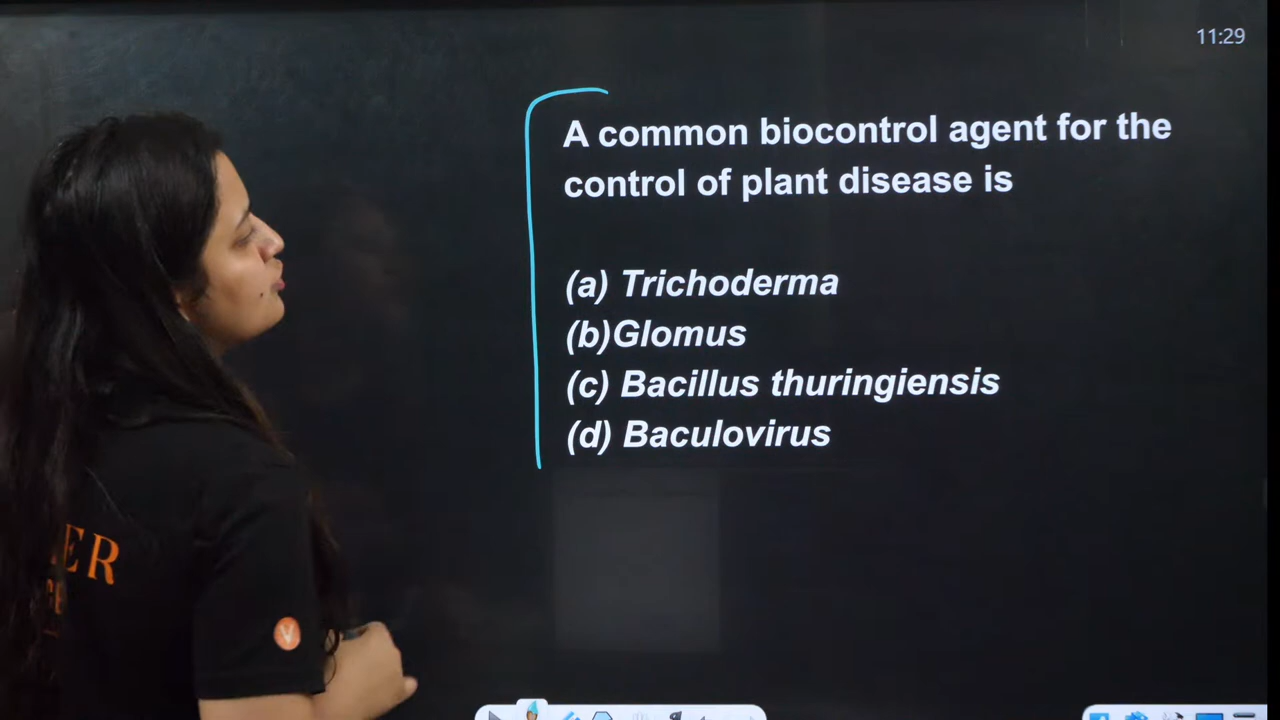 11:29
A common biocontrol agent for the
control of plant disease is
(a) Trichoderma
(b)Glomus
(c) Bacillus thuringiensis
(d) Baculovirus
ER
V